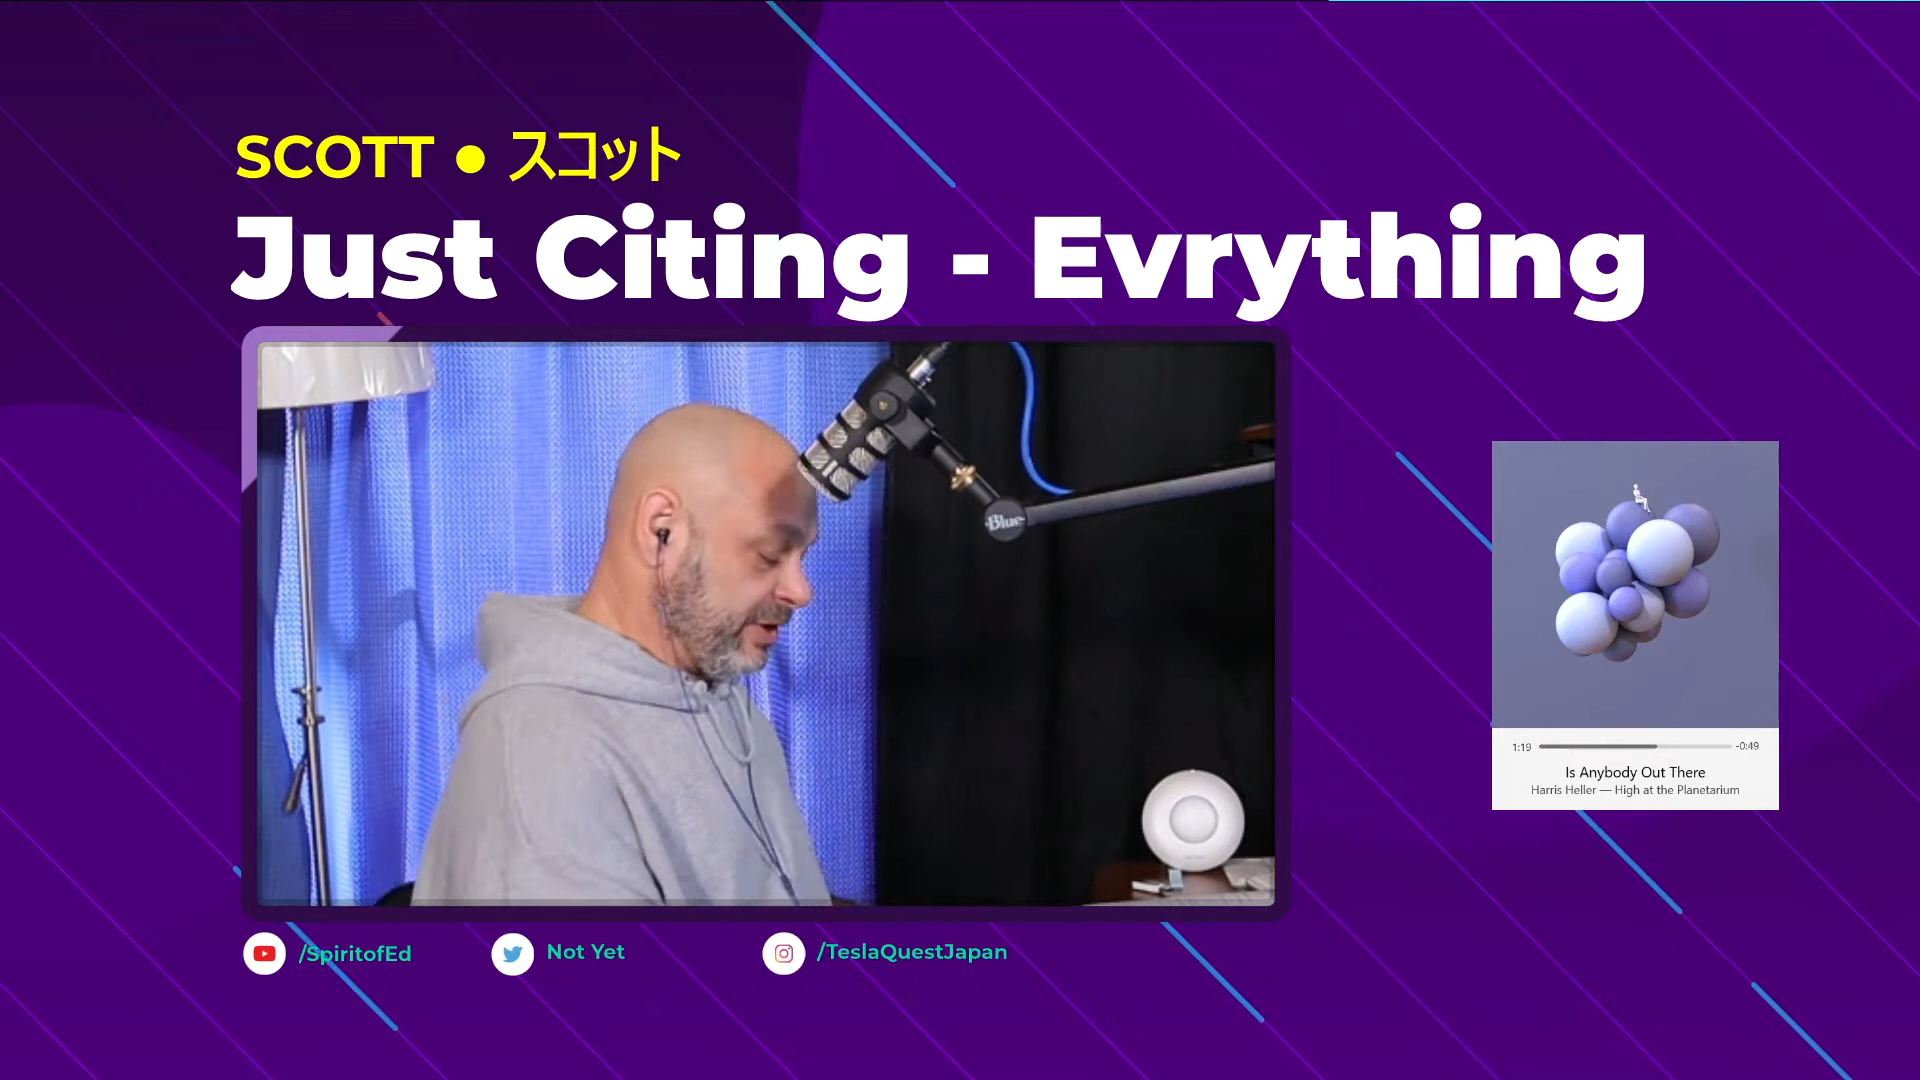 SCOTT ● スコット
Just Citing - Evrything
Blue
1:19 -0:49
Is Anybody Out There
Harris Heller — High at the Planetarium
/SpiritofEd
Not Yet
/TeslaQuestJapan